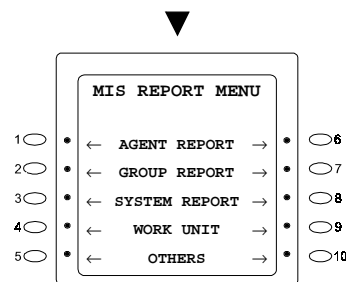 MIS REPORT MENU
1 ← AGENT REPORT → 6
2 ← GROUP REPORT → 7
3 ← SYSTEM REPORT → 8
4 ← WORK UNIT → 9
5 ← OTHERS → 10